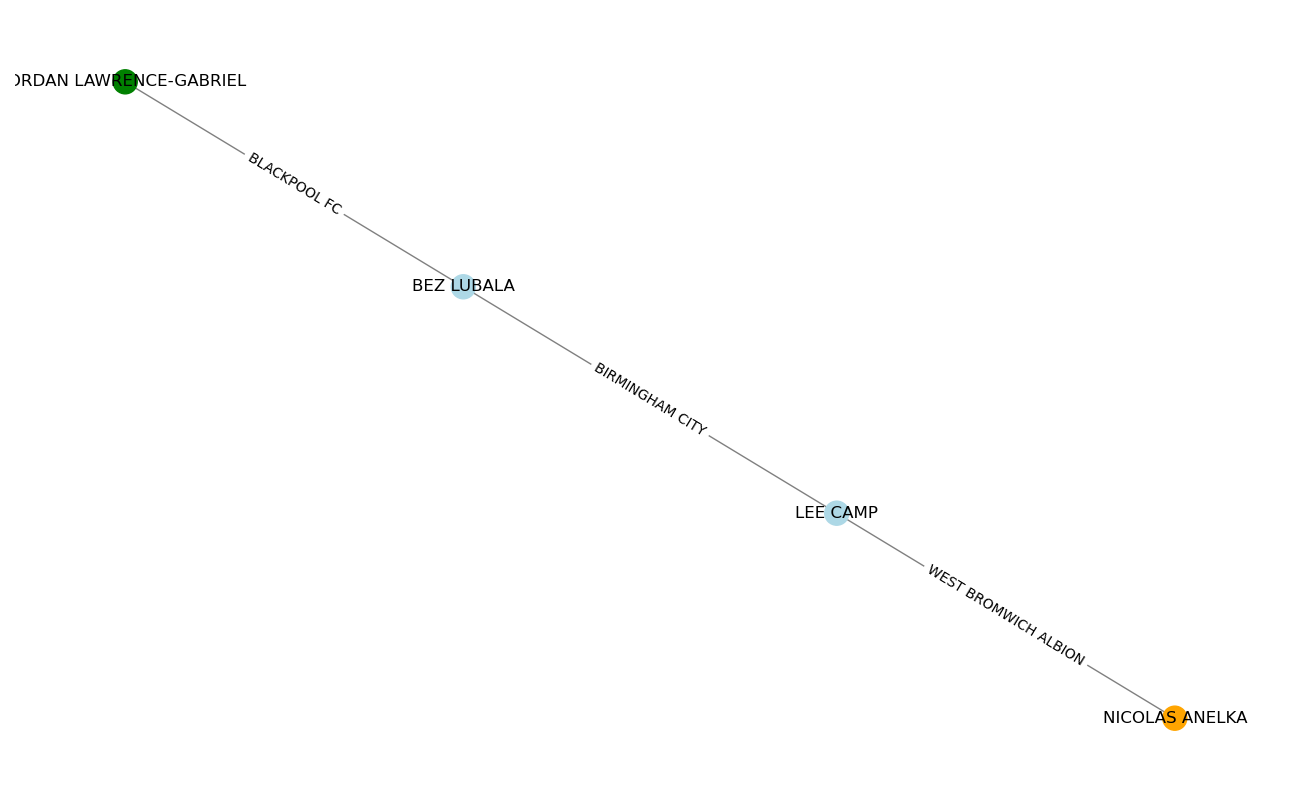 ORDAN LAWRENCE-GABRIEL
BLACKPOOL FC
BEZ LUBALA
BIRMINGHAM CITY
LEE CAMP
WEST BROMWICH ALBION
NICOLAS ANELKA